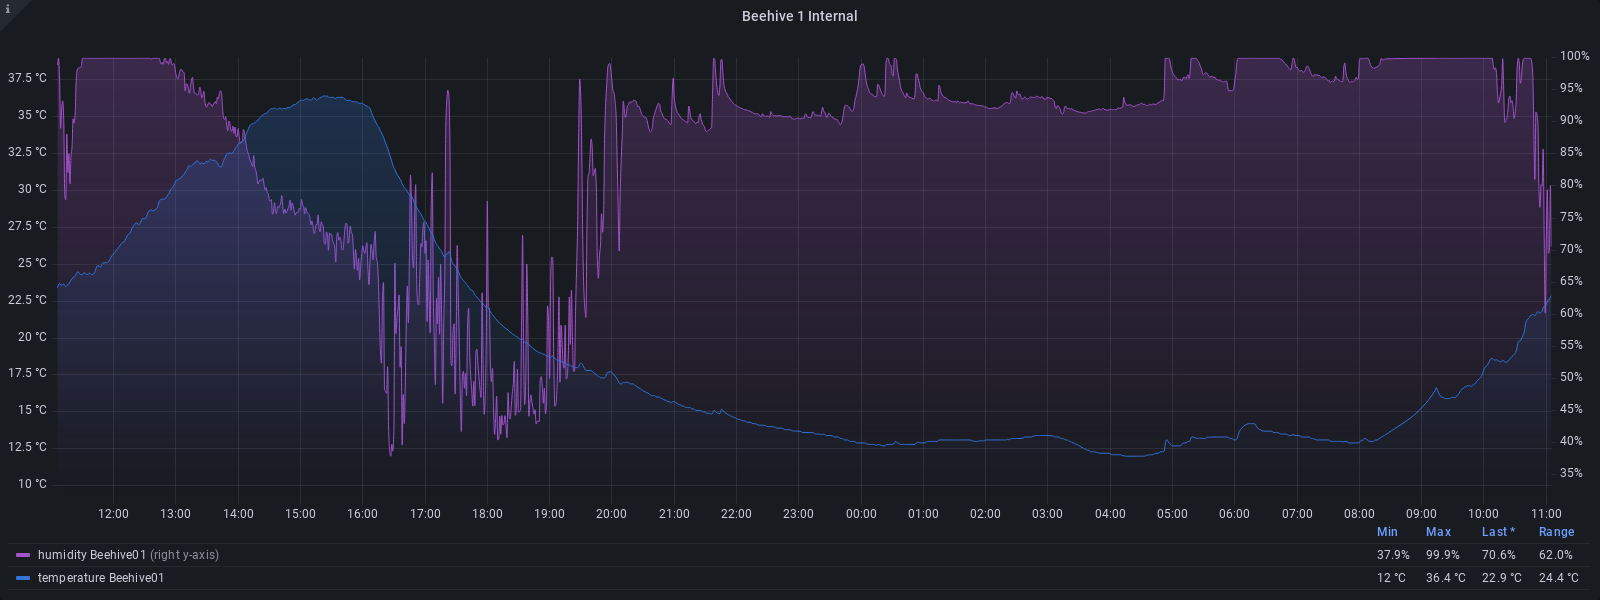 i
Beehive 1 Internal
37.5 °C
35 °C
32.5 °C
30 °C
27.5 °C
25 °C
22.5 °C
20 °C
17.5 °C
15 °C
12.5 °C
10 °C
100%
95%
90%
85%
80%
75%
70%
65%
60%
55%
50%
45%
40%
35%
12:00 13:00 14:00 15:00 16:00 17:00 18:00 19:00 20:00 21:00 22:00 23:00 00:00 01:00 02:00 03:00 04:00 05:00 06:00 07:00 08:00 09:00 10:00 11:00
Min Max Last * Range
humidity Beehive01 (right y-axis) 37.9% 99.9% 70.6% 62.0%
temperature Beehive01 12 °C 36.4 °C 22.9 °C 24.4 °C